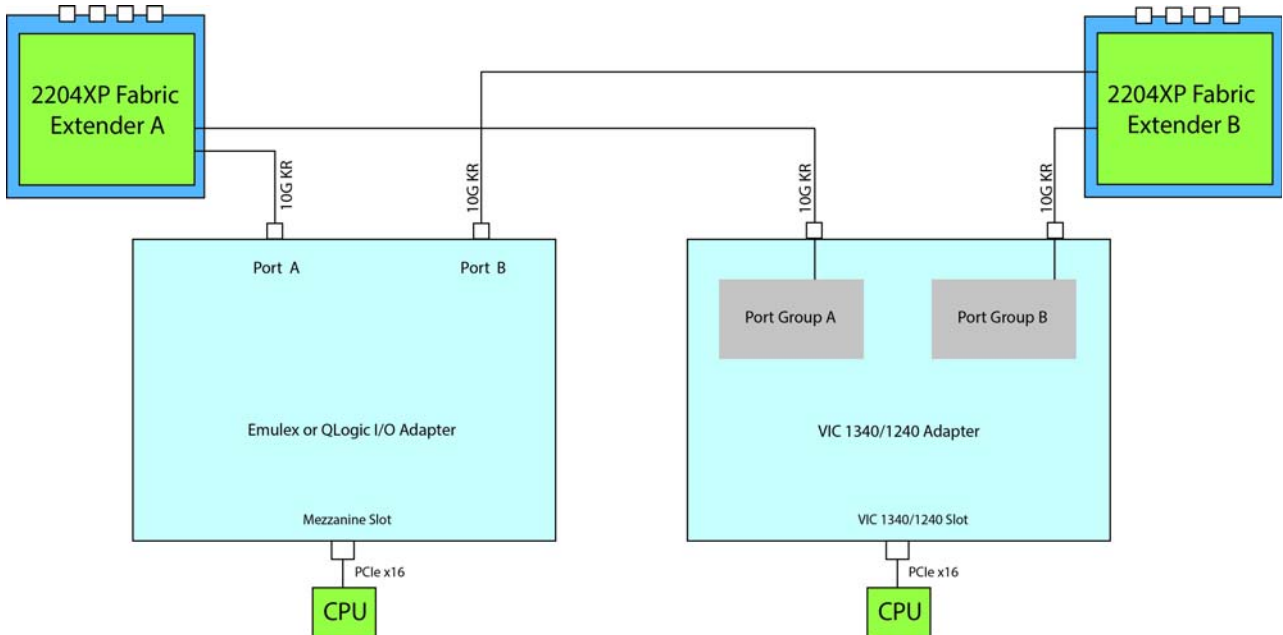 2204XP Fabric
Extender A
2204XP Fabric
Extender B
10G KR
10G KR
10G KR
10G KR
Port A
Port B
Port Group A
Port Group B
Emulex or QLogic I/O Adapter
VIC 1340/1240 Adapter
Mezzanine Slot
VIC 1340/1240 Slot
PCIe x16
PCIe x16
CPU
CPU